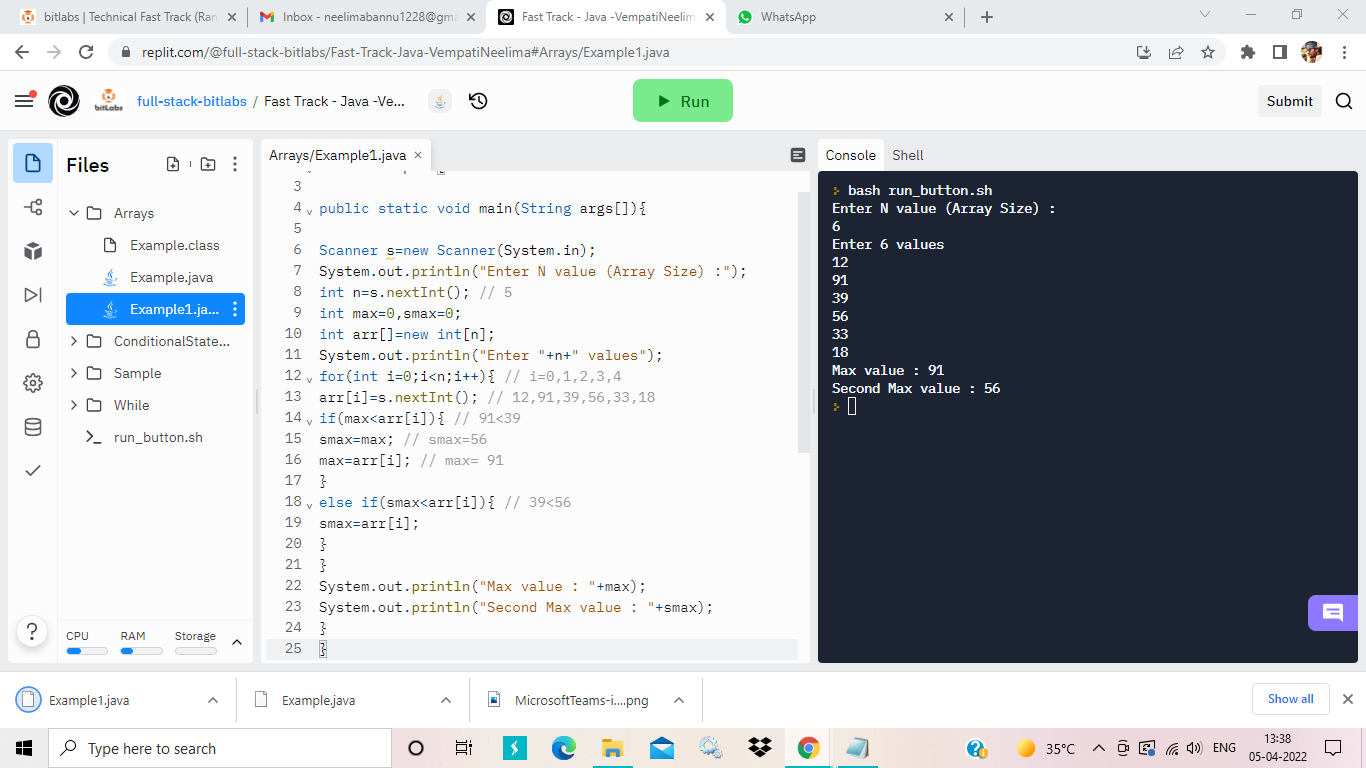 bitlabs | Technical Fast Track (Ran
Inbox - neelimabannu1228@gma
Fast Track - Java -VempatiNeelim
WhatsApp
replit.com/@full-stack-bitlabs/Fast-Track-Java-VempatiNeelima#Arrays/Example1.java
bitLabs
full-stack-bitlabs / Fast Track - Java -Ve...
Run
Submit
Files
Arrays
Example.class
Example.java
Example1.ja...
ConditionalState...
Sample
While
run_button.sh
CPU RAM Storage
Arrays/Example1.java
3
4 public static void main(String args[]){
5
6 Scanner s=new Scanner(System.in);
7 System.out.println("Enter N value (Array Size) :");
8 int n=s.nextInt(); // 5
9 int max=0,smax=0;
10 int arr[]=new int[n];
11 System.out.println("Enter "+n+" values");
12 for(int i=0;i<n;i++){ // i=0,1,2,3,4
13 arr[i]=s.nextInt(); // 12,91,39,56,33,18
14 if(max<arr[i]){ // 91<39
15 smax=max; // smax=56
16 max=arr[i]; // max= 91
17 }
18 else if(smax<arr[i]){ // 39<56
19 smax=arr[i];
20 }
21 }
22 System.out.println("Max value : "+max);
23 System.out.println("Second Max value : "+smax);
24 }
25 }
Console Shell
bash run_button.sh
Enter N value (Array Size) :
6
Enter 6 values
12
91
39
56
33
18
Max value : 91
Second Max value : 56
?
Example1.java
Example.java
MicrosoftTeams-i....png
Show all
Type here to search
35°C
ENG
13:38
05-04-2022